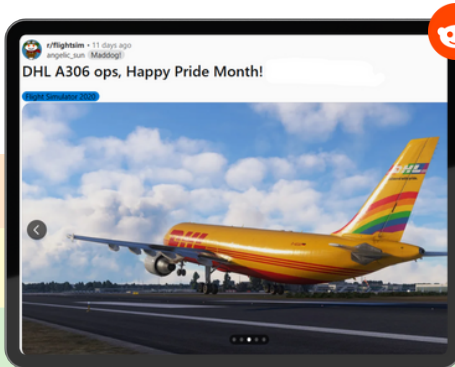 r/flightsim • 11 days ago
angelic_sun Maddog!
DHL A306 ops, Happy Pride Month!
Flight Simulator 2020
DHL
DHL